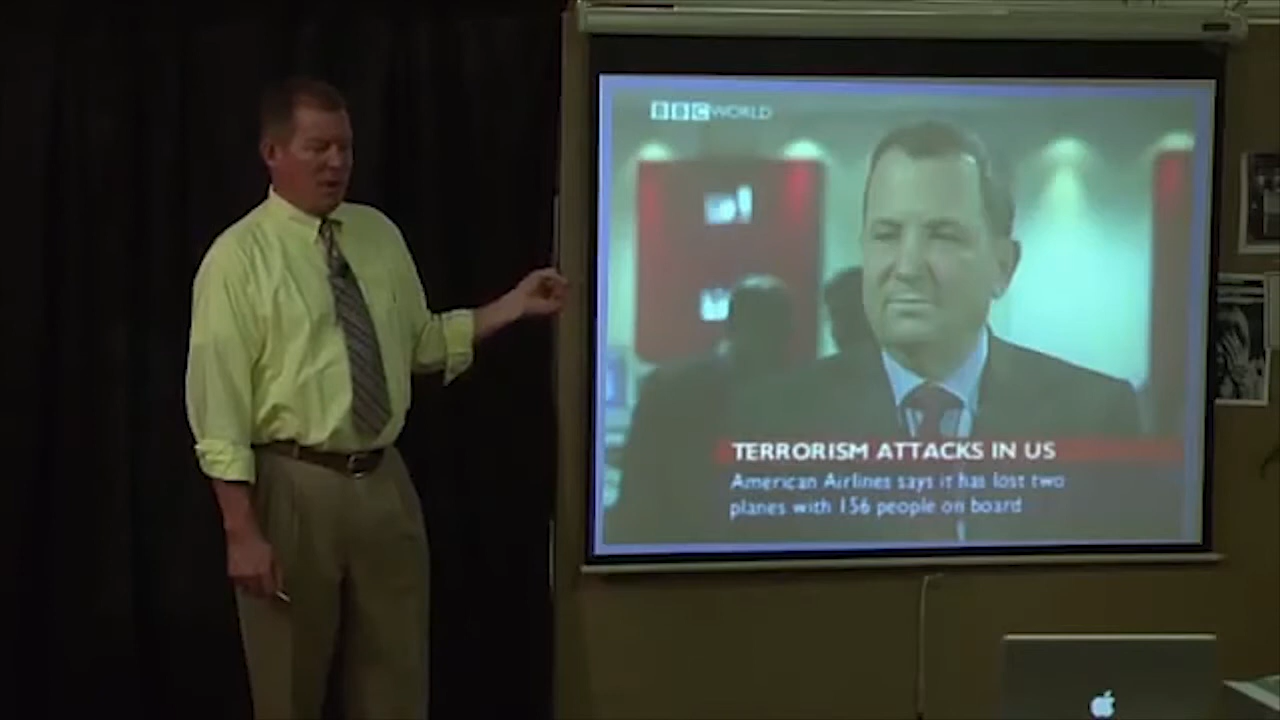 BBC WORLD
TERRORISM ATTACKS IN US
American Airlines says it has lost two
planes with 156 people on board